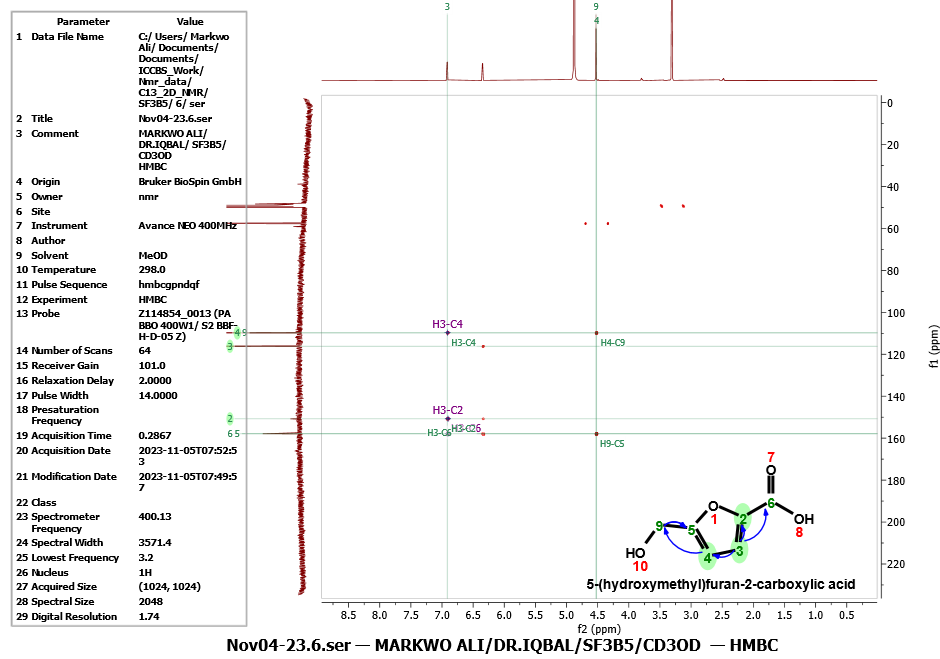 Parameter Value
1 Data File Name C:/ Users/ Markwo
Ali/ Documents/
Documents/
ICCBS_Work/
Nmr_data/
C13_2D_NMR/
SF3B5/ 6/ ser
2 Title Nov04-23.6.ser
3 Comment MARKWO ALI/
DR.IQBAL/ SF3B5/
CD3OD
HMBC
4 Origin Bruker BioSpin GmbH
5 Owner nmr
6 Site
7 Instrument Avance NEO 400MHz
8 Author
9 Solvent MeOD
10 Temperature 298.0
11 Pulse Sequence hmbcgpndqf
12 Experiment HMBC
13 Probe Z114854_0013 (PA
BBO 400W1/ S2 BBF-
H-D-05 Z)
14 Number of Scans 64
15 Receiver Gain 101.0
16 Relaxation Delay 2.0000
17 Pulse Width 14.0000
18 Presaturation
Frequency
19 Acquisition Time 0.2867
20 Acquisition Date 2023-11-05T07:52:5
3
21 Modification Date 2023-11-05T07:49:5
7
22 Class
23 Spectrometer 400.13
Frequency
24 Spectral Width 3571.4
25 Lowest Frequency 3.2
26 Nucleus 1H
27 Acquired Size (1024, 1024)
28 Spectral Size 2048
29 Digital Resolution 1.74
3 9
4
4 9
3
2
6 5
H3-C4
H3-C4
H4-C9
H3-C2
H9-C5
0
20
40
60
80
100
120
140
160
180
200
220
f1 (ppm)
7
O
9 5 O 1 2 6 OH 8
HO 10 4 3
5-(hydroxymethyl)furan-2-carboxylic acid
8.5 8.0 7.5 7.0 6.5 6.0 5.5 5.0 4.5 4.0 3.5 3.0 2.5 2.0 1.5 1.0 0.5
f2 (ppm)
Nov04-23.6.ser — MARKWO ALI/DR.IQBAL/SF3B5/CD3OD — HMBC